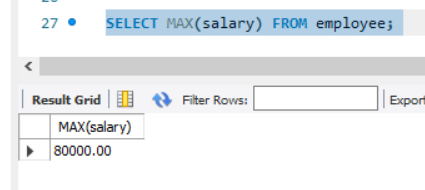 27 SELECT MAX(salary) FROM employee;
Result Grid Filter Rows: Export
MAX(salary)
80000.00